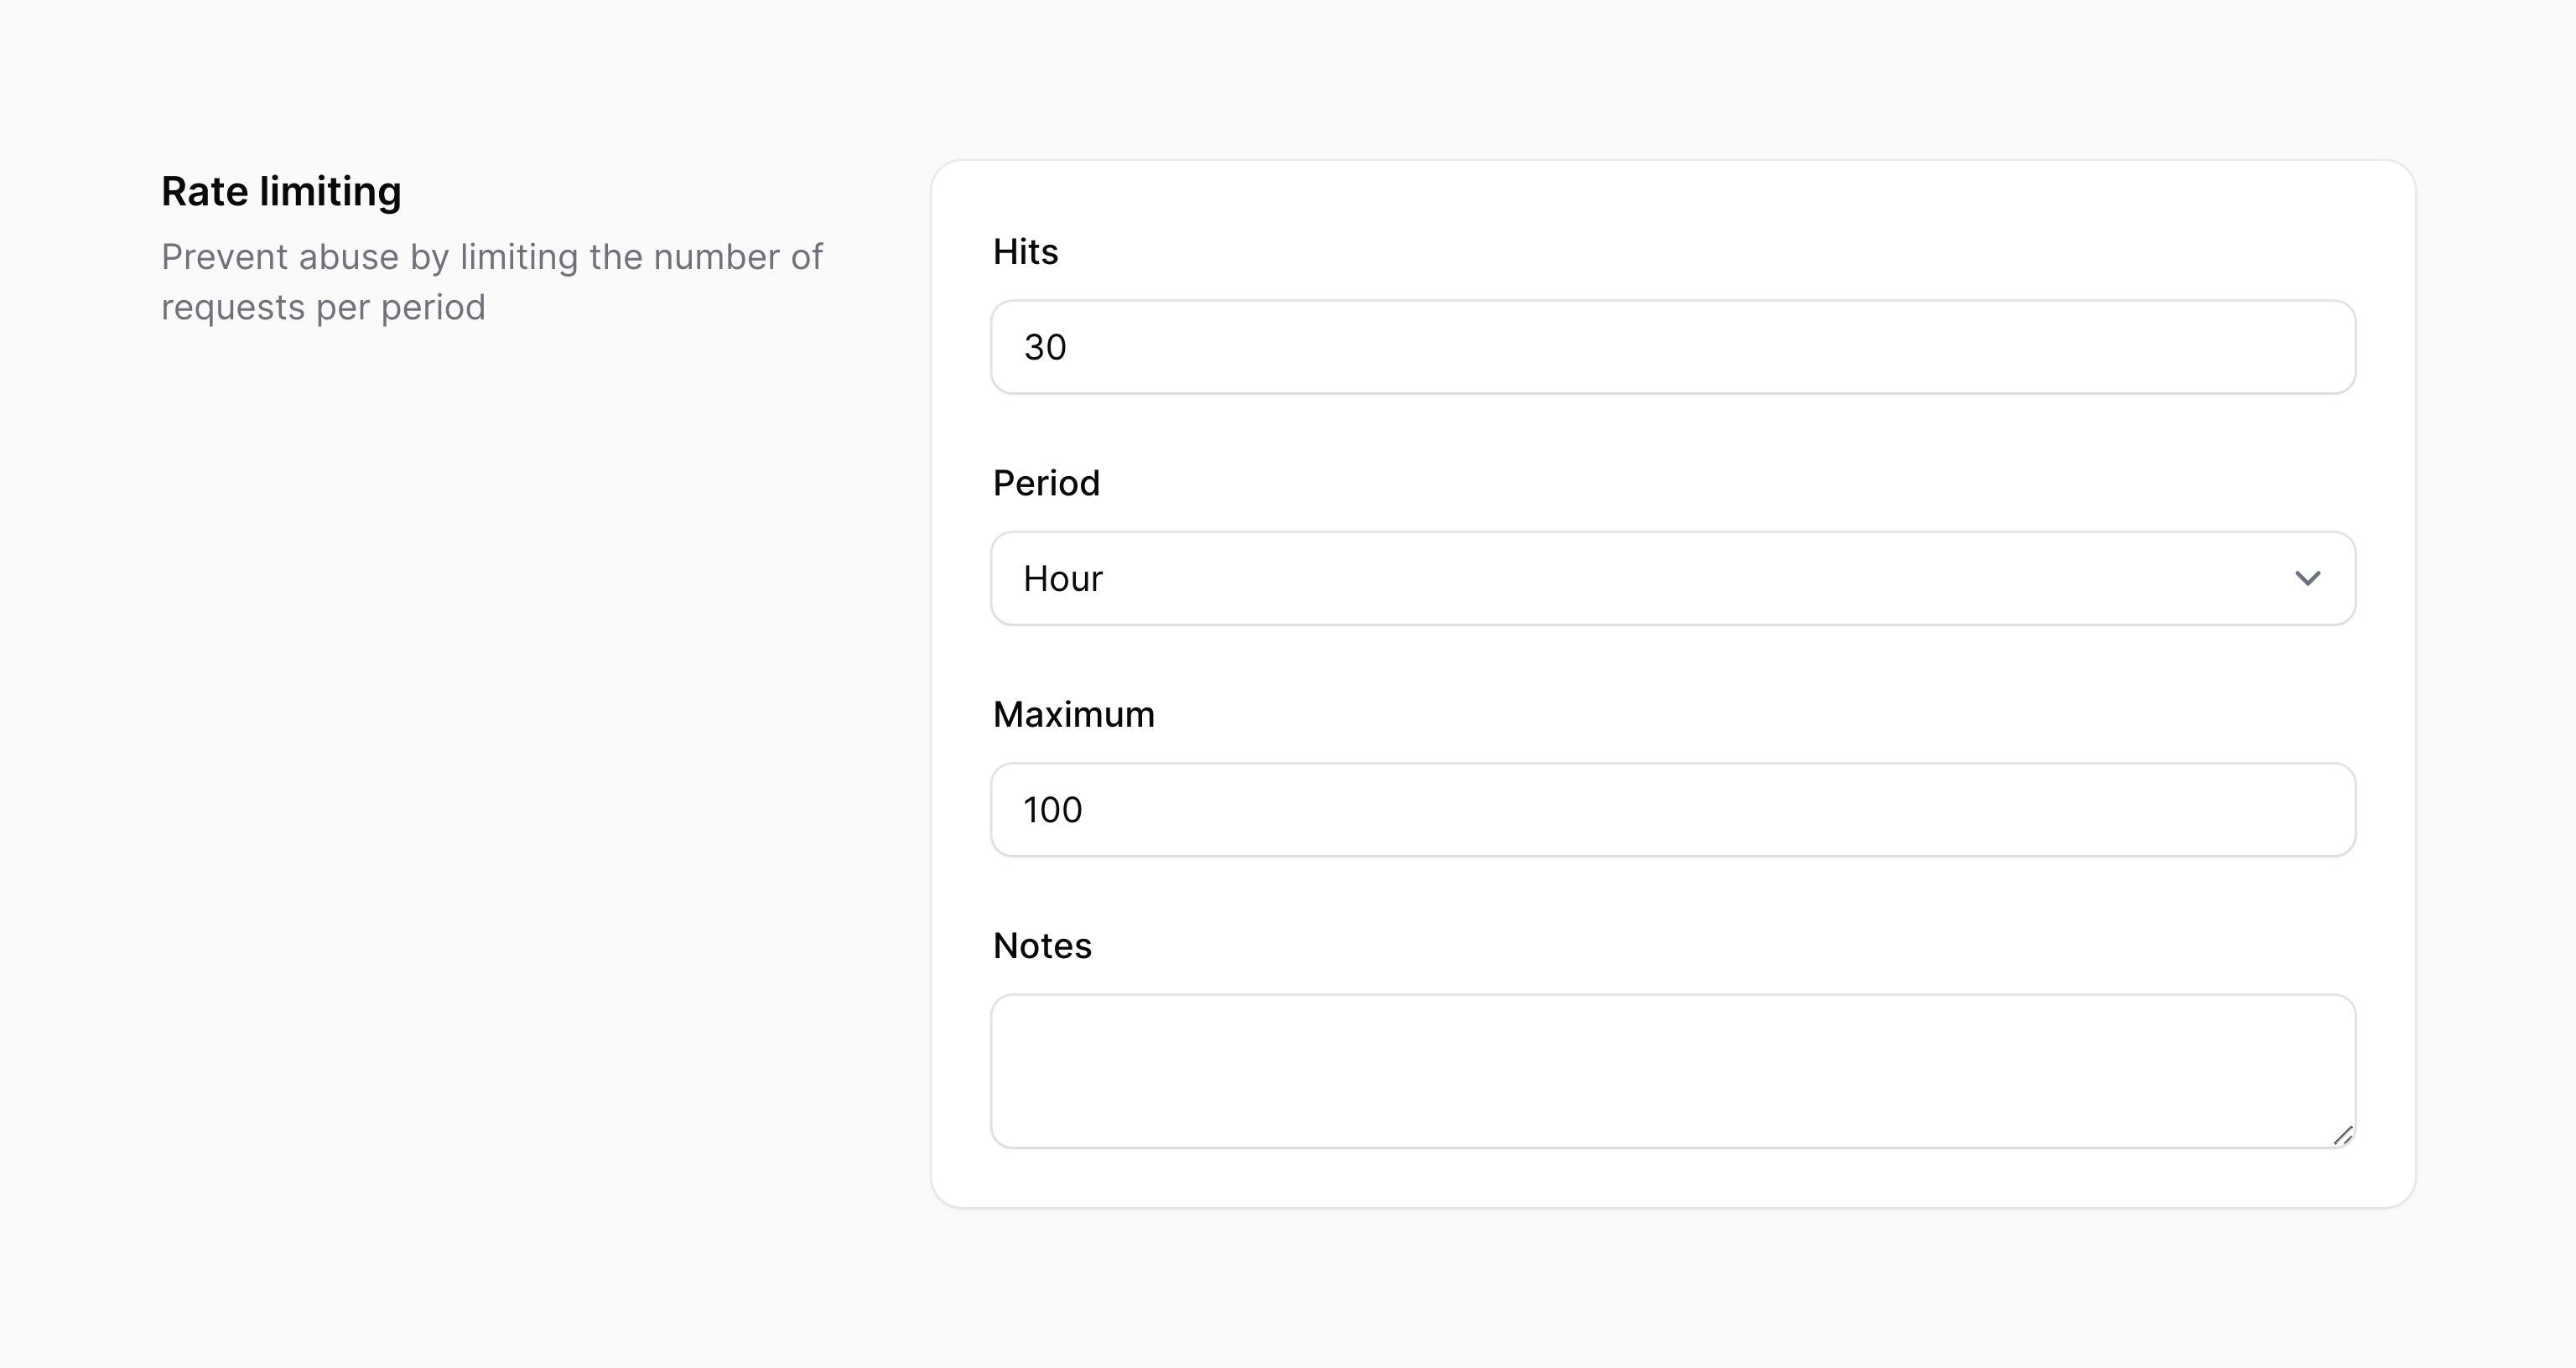 Rate limiting
Prevent abuse by limiting the number of
requests per period
Hits
30
Period
Hour
Maximum
100
Notes